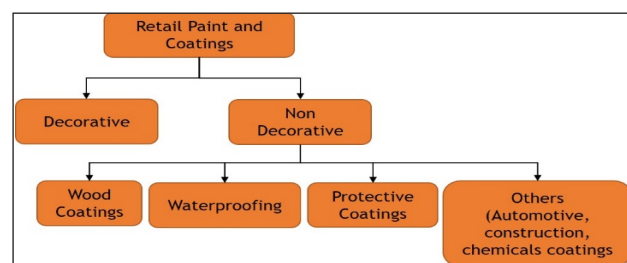 Retail Paint and
Coatings
Decorative
Non
Decorative
Wood
Coatings
Waterproofing
Protective
Coatings
Others
(Automotive,
construction,
chemicals coatings